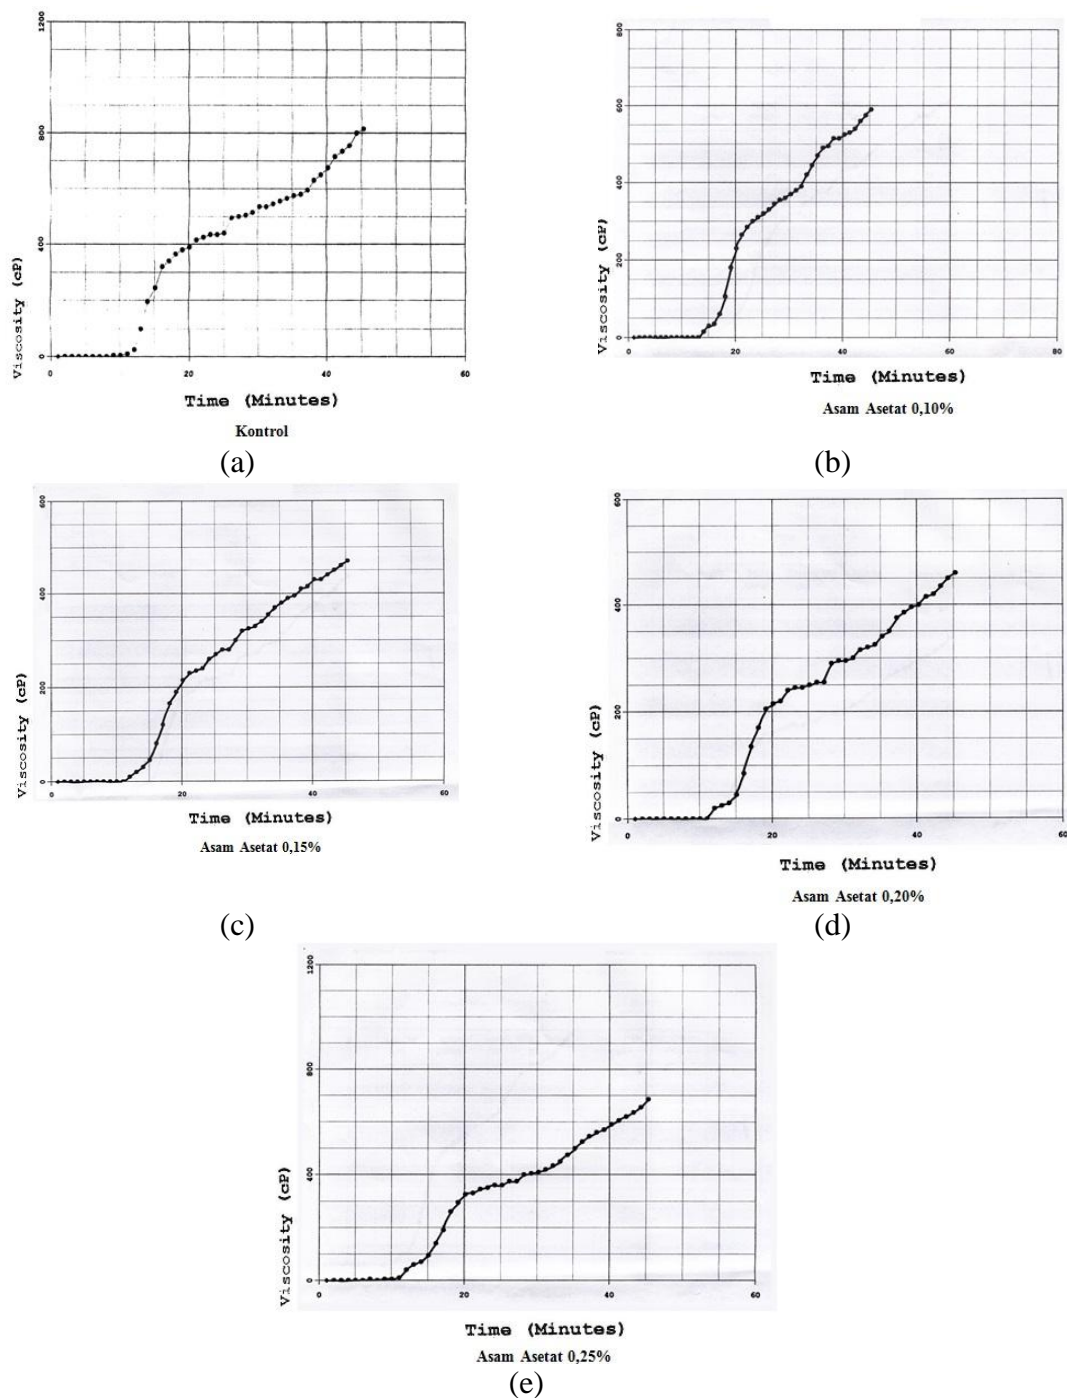 1200
800
400
0
Viscosity (cP)
0 20 40 60
Time (Minutes)
Kontrol
(a)
800
600
400
200
0
Viscosity (cP)
0 20 40 60 80
Time (Minutes)
Asam Asetat 0,10%
(b)
600
400
200
0
Viscosity (cP)
0 20 40 60
Time (Minutes)
Asam Asetat 0,15%
(c)
600
400
200
0
Viscosity (cP)
0 20 40 60
Time (Minutes)
Asam Asetat 0,20%
(d)
1200
800
400
0
Viscosity (cP)
0 20 40 60
Time (Minutes)
Asam Asetat 0,25%
(e)